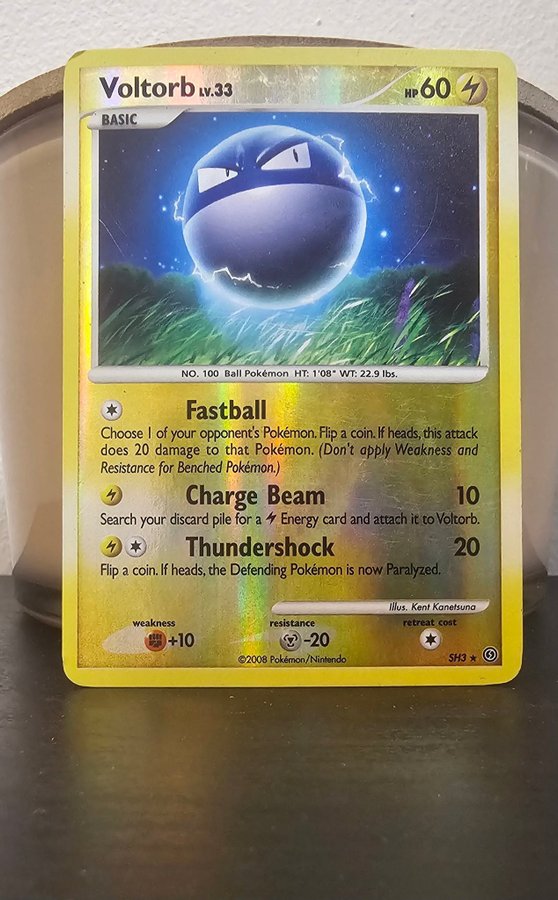 Voltorb LV.33 HP 60
BASIC
NO. 100 Ball Pokémon HT: 1'08" WT: 22.9 lbs.
Fastball
Choose 1 of your opponent's Pokémon. Flip a coin. If heads, this attack
does 20 damage to that Pokémon. (Don't apply Weakness and
Resistance for Benched Pokémon.)
Charge Beam 10
Search your discard pile for a Energy card and attach it to Voltorb.
Thundershock 20
Flip a coin. If heads, the Defending Pokémon is now Paralyzed.
Illus. Kent Kanetsuna
weakness resistance retreat cost
+10 -20
©2008 Pokémon/Nintendo SH3 ★